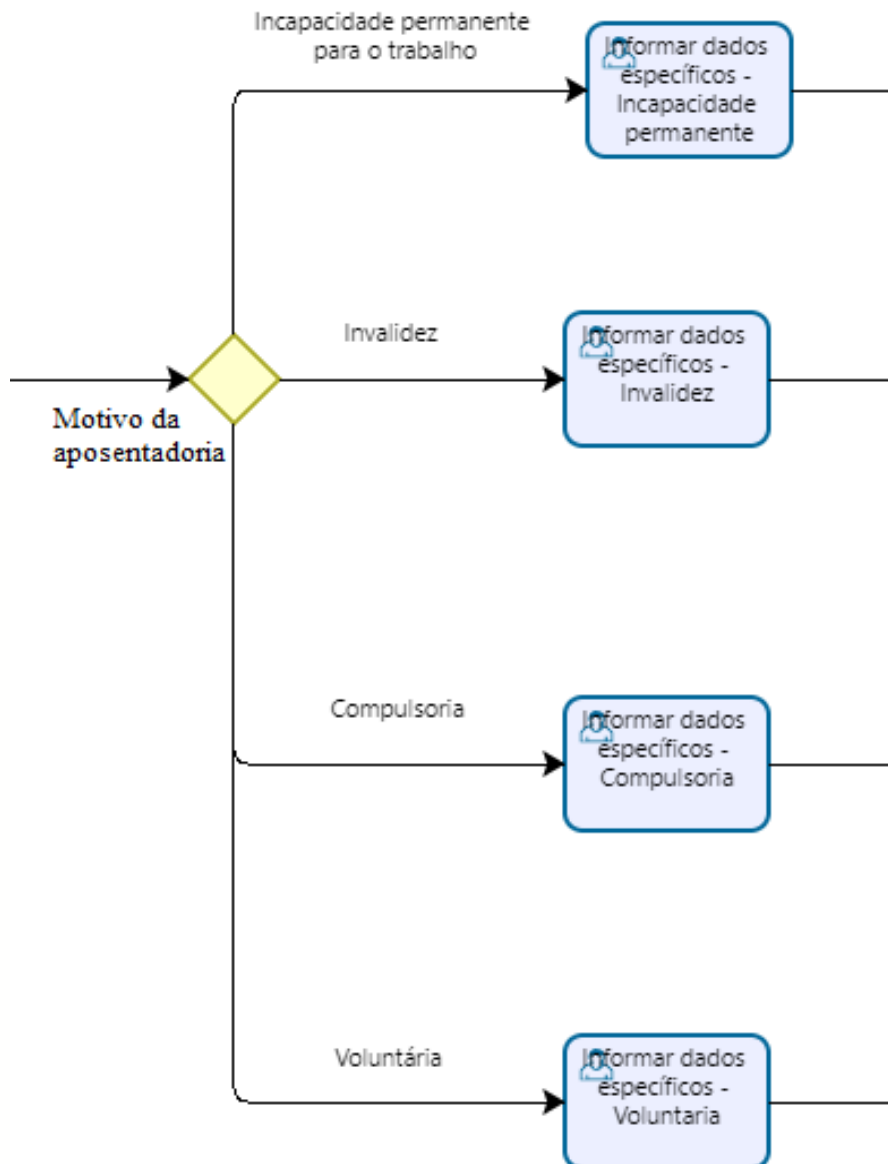 Incapacidade permanente
para o trabalho
Informar dados
específicos -
Incapacidade
permanente
Invalidez
Informar dados
específicos -
Invalidez
Motivo da
aposentadoria
Compulsoria
Informar dados
específicos -
Compulsoria
Voluntária
Informar dados
específicos -
Voluntaria